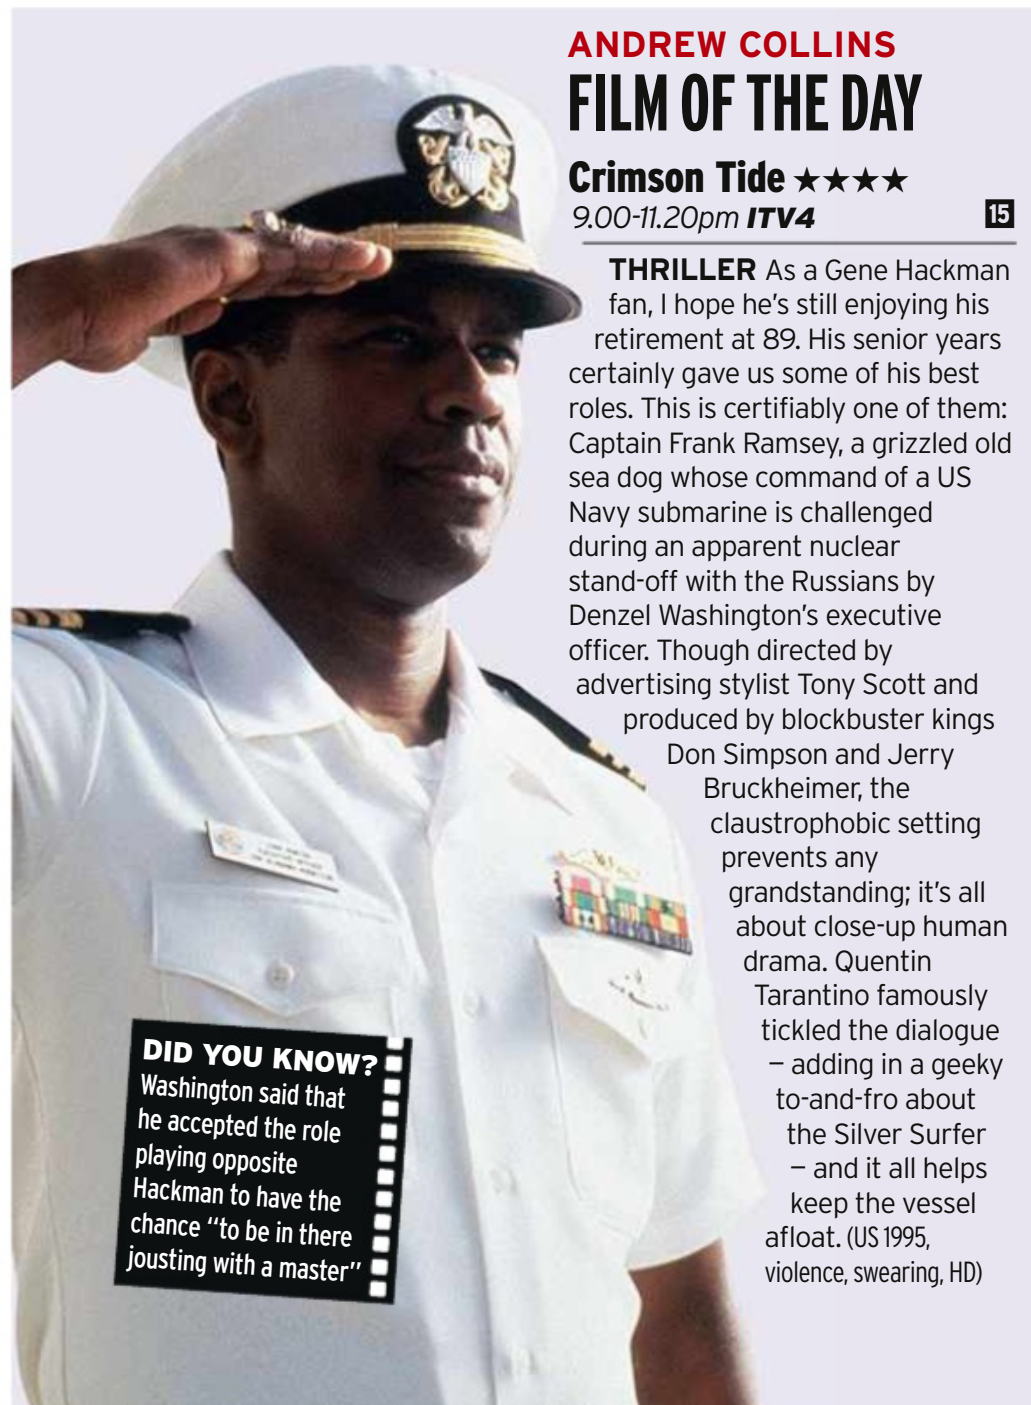 ANDREW COLLINS
FILM OF THE DAY
Crimson Tide ★★★★
9.00-11.20pm ITV4
15
THRILLER As a Gene Hackman
fan, I hope he’s still enjoying his
retirement at 89. His senior years
certainly gave us some of his best
roles. This is certifiably one of them:
Captain Frank Ramsey, a grizzled old
sea dog whose command of a US
Navy submarine is challenged
during an apparent nuclear
stand-off with the Russians by
Denzel Washington’s executive
officer. Though directed by
advertising stylist Tony Scott and
produced by blockbuster kings
Don Simpson and Jerry
Bruckheimer, the
claustrophobic setting
prevents any
grandstanding; it’s all
about close-up human
drama. Quentin
Tarantino famously
tickled the dialogue
– adding in a geeky
to-and-fro about
the Silver Surfer
– and it all helps
keep the vessel
afloat. (US 1995,
violence, swearing, HD)
DID YOU KNOW?
Washington said that
he accepted the role
playing opposite
Hackman to have the
chance “to be in there
jousting with a master”